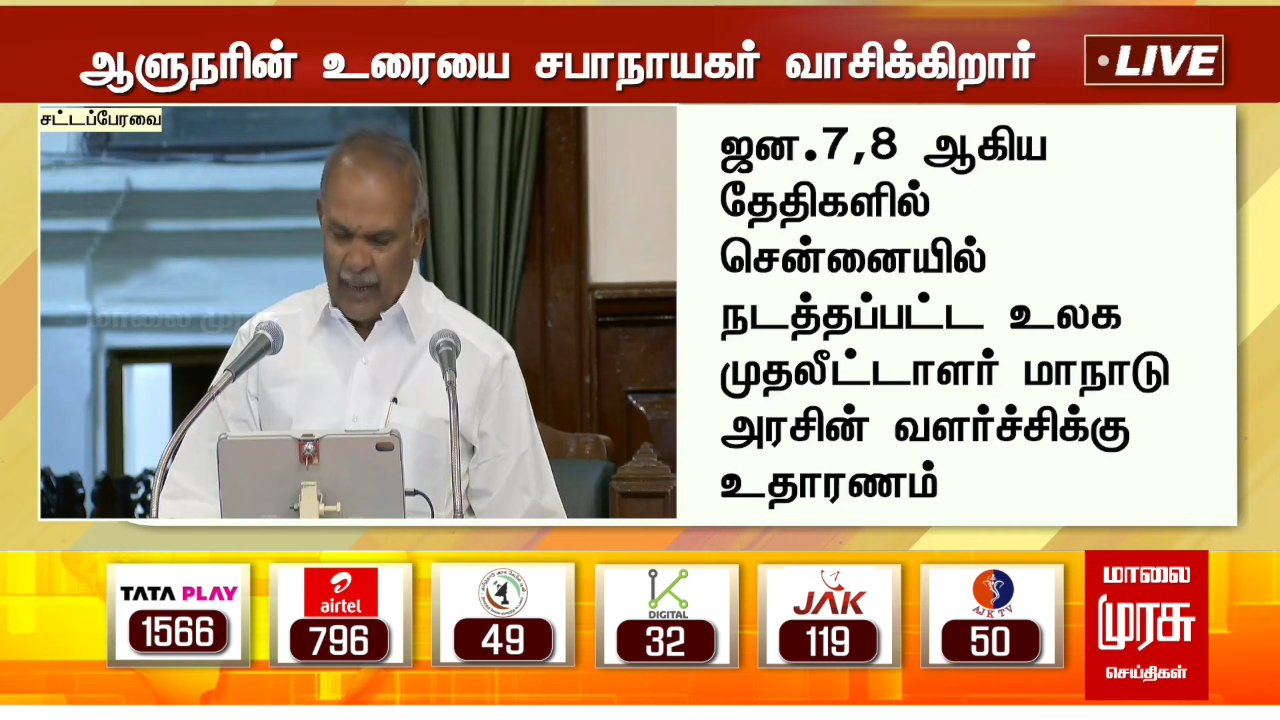 ஆளுநரின் உரையை சபாநாயகர் வாசிக்கிறார்
LIVE
சட்டப்பேரவை
ஜன.7,8 ஆகிய
தேதிகளில்
சென்னையில்
நடத்தப்பட்ட உலக
முதலீட்டாளர் மாநாடு
அரசின் வளர்ச்சிக்கு
உதாரணம்
TATA PLAY
1566
airtel
796
49
K DIGITAL
32
JAK
119
AJK TV
50
மாலை
முரசு
செய்திகள்